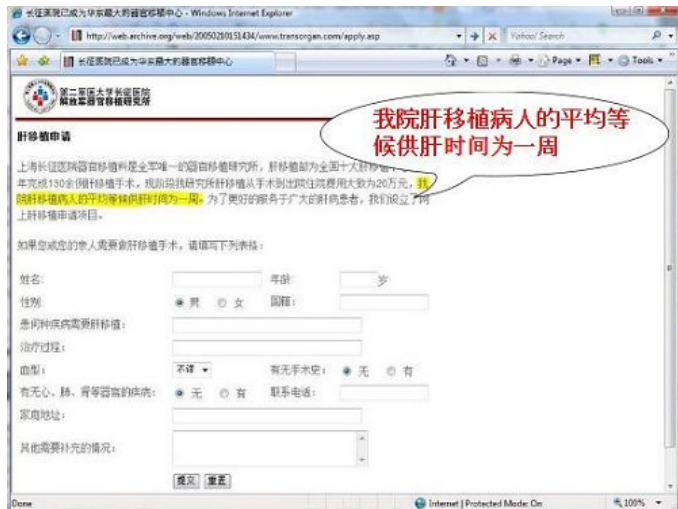 长征医院已成为华东最大的器官移植中心 - Windows Internet Explorer
http://web.archive.org/web/20050210151434/www.transorgan.com/apply.asp
Yahoo! Search
长征医院已成为华东最大的器官移植中心
Page
Tools
第二军医大学长征医院
解放军器官移植研究所
我院肝移植病人的平均等
候供肝时间为一周
肝移植申请
上海长征医院器官移植科是全军唯一的器官移植研究所，肝移植部为全国十大肝移植
年完成130余例肝移植手术，现阶段我研究所肝移植从手术到出院住院费用大致为20万元，我
院肝移植病人的平均等候供肝时间为一周。为了更好的服务于广大的肝病患者，我们设立了网
上肝移植申请项目。
如果您或您的亲人需要做肝移植手术，请填写下列表格：
姓名： 年龄： 岁
性别： 男 女 国籍：
患何种疾病需要肝移植：
治疗过程：
血型： 不详 有无手术史： 无 有
有无心、肺、肾等器官的疾病： 无 有 联系电话：
家庭地址：
其他需要补充的情况：
提交 重置
Done Internet | Protected Mode: On 100%